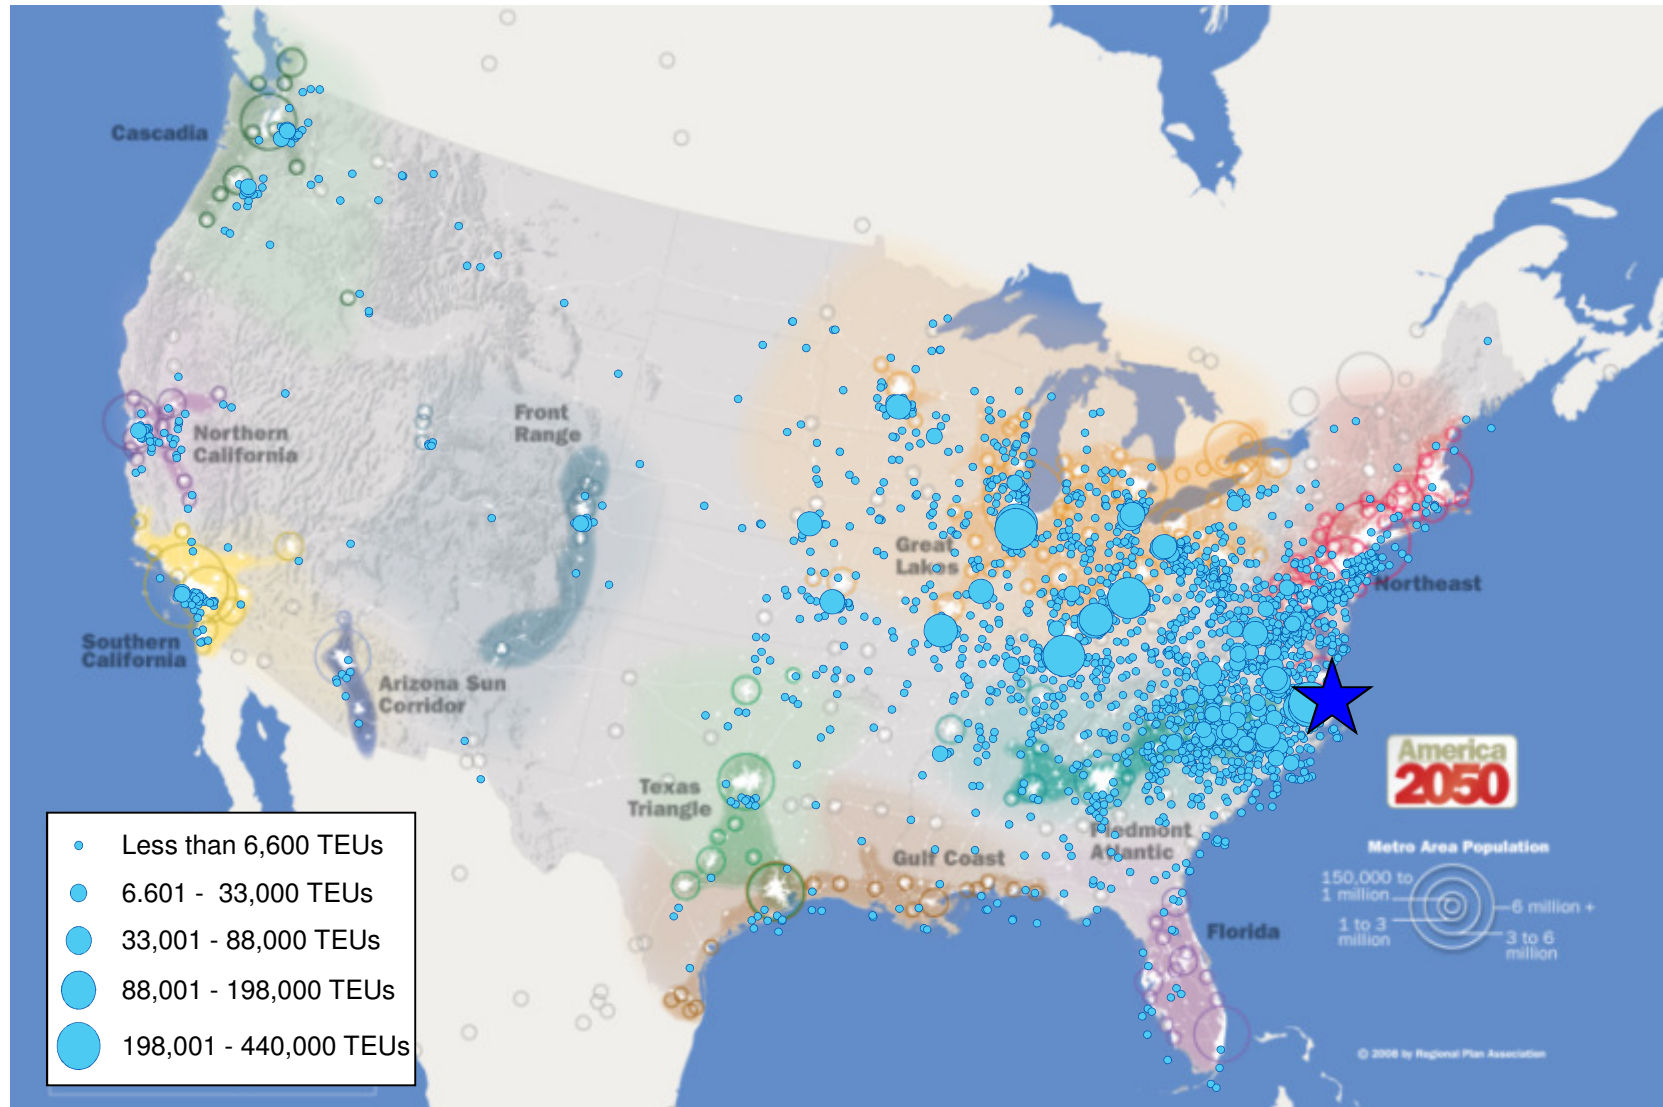 Cascadia
Northern
California
Front
Range
Great
Lakes
Northeast
Southern
California
Arizona Sun
Corridor
Texas
Triangle
Gulf Coast
Piedmont
Atlantic
Florida
America
2050
Metro Area Population
150,000 to
1 million
1 to 3
million
6 million +
3 to 6
million
© 2008 by Regional Plan Association
Less than 6,600 TEUs
6.601 - 33,000 TEUs
33,001 - 88,000 TEUs
88,001 - 198,000 TEUs
198,001 - 440,000 TEUs